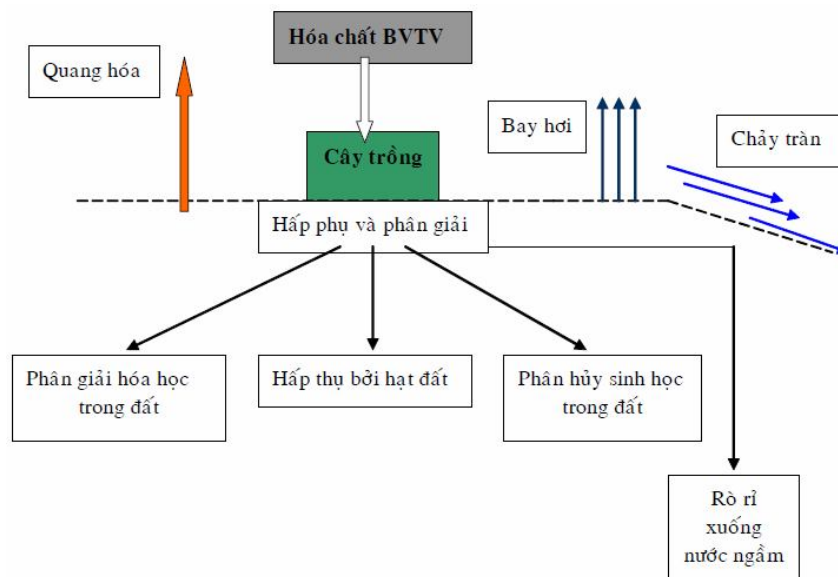 Hóa chất BVTV
Quang hóa
Bay hơi
Chảy tràn
Cây trồng
Hấp phụ và phân giải
Phân giải hóa học
trong đất
Hấp thụ bởi hạt đất
Phân hủy sinh học
trong đất
Rò rỉ
xuống
nước ngầm